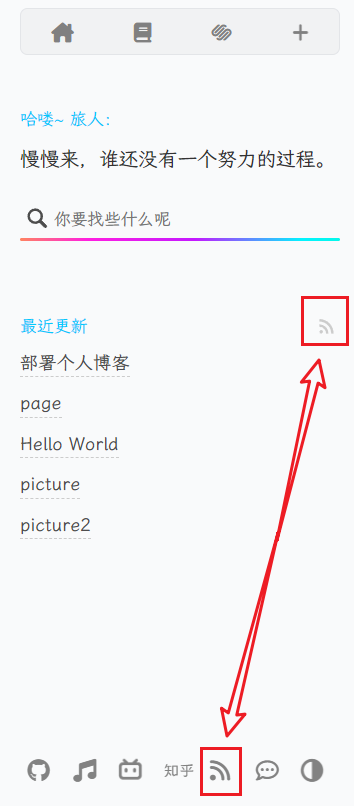 哈喽~ 旅人：
慢慢来，谁还没有一个努力的过程。
你要找些什么呢
最近更新
部署个人博客
page
Hello World
picture
picture2
知乎